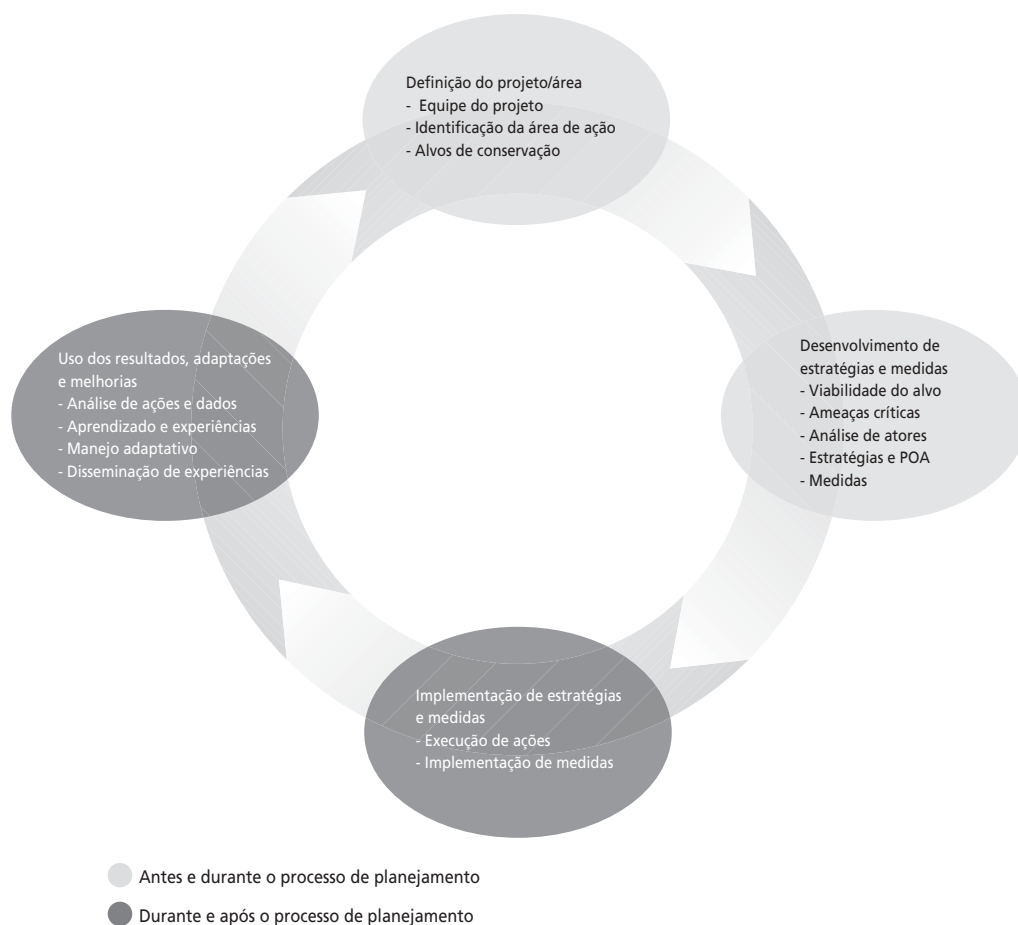 Definição do projeto/área
- Equipe do projeto
- Identificação da área de ação
- Alvos de conservação
Desenvolvimento de
estratégias e medidas
- Viabilidade do alvo
- Ameaças críticas
- Análise de atores
- Estratégias e POA
- Medidas
Implementação de estratégias
e medidas
- Execução de ações
- Implementação de medidas
Uso dos resultados, adaptações
e melhorias
- Análise de ações e dados
- Aprendizado e experiências
- Manejo adaptativo
- Disseminação de experiências
Antes e durante o processo de planejamento
Durante e após o processo de planejamento